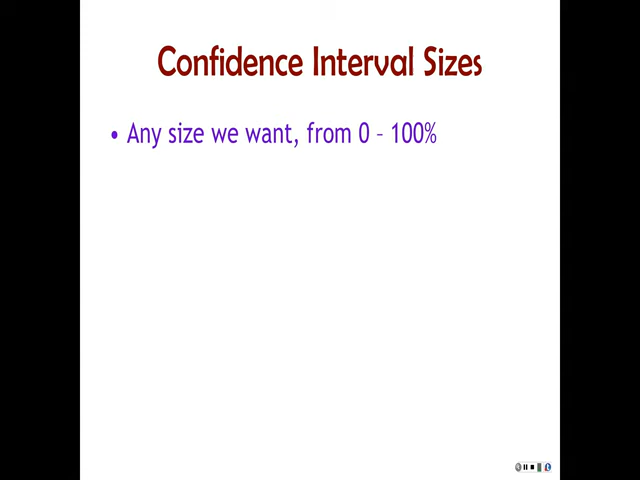 Confidence Interval Sizes
• Any size we want, from 0 – 100%